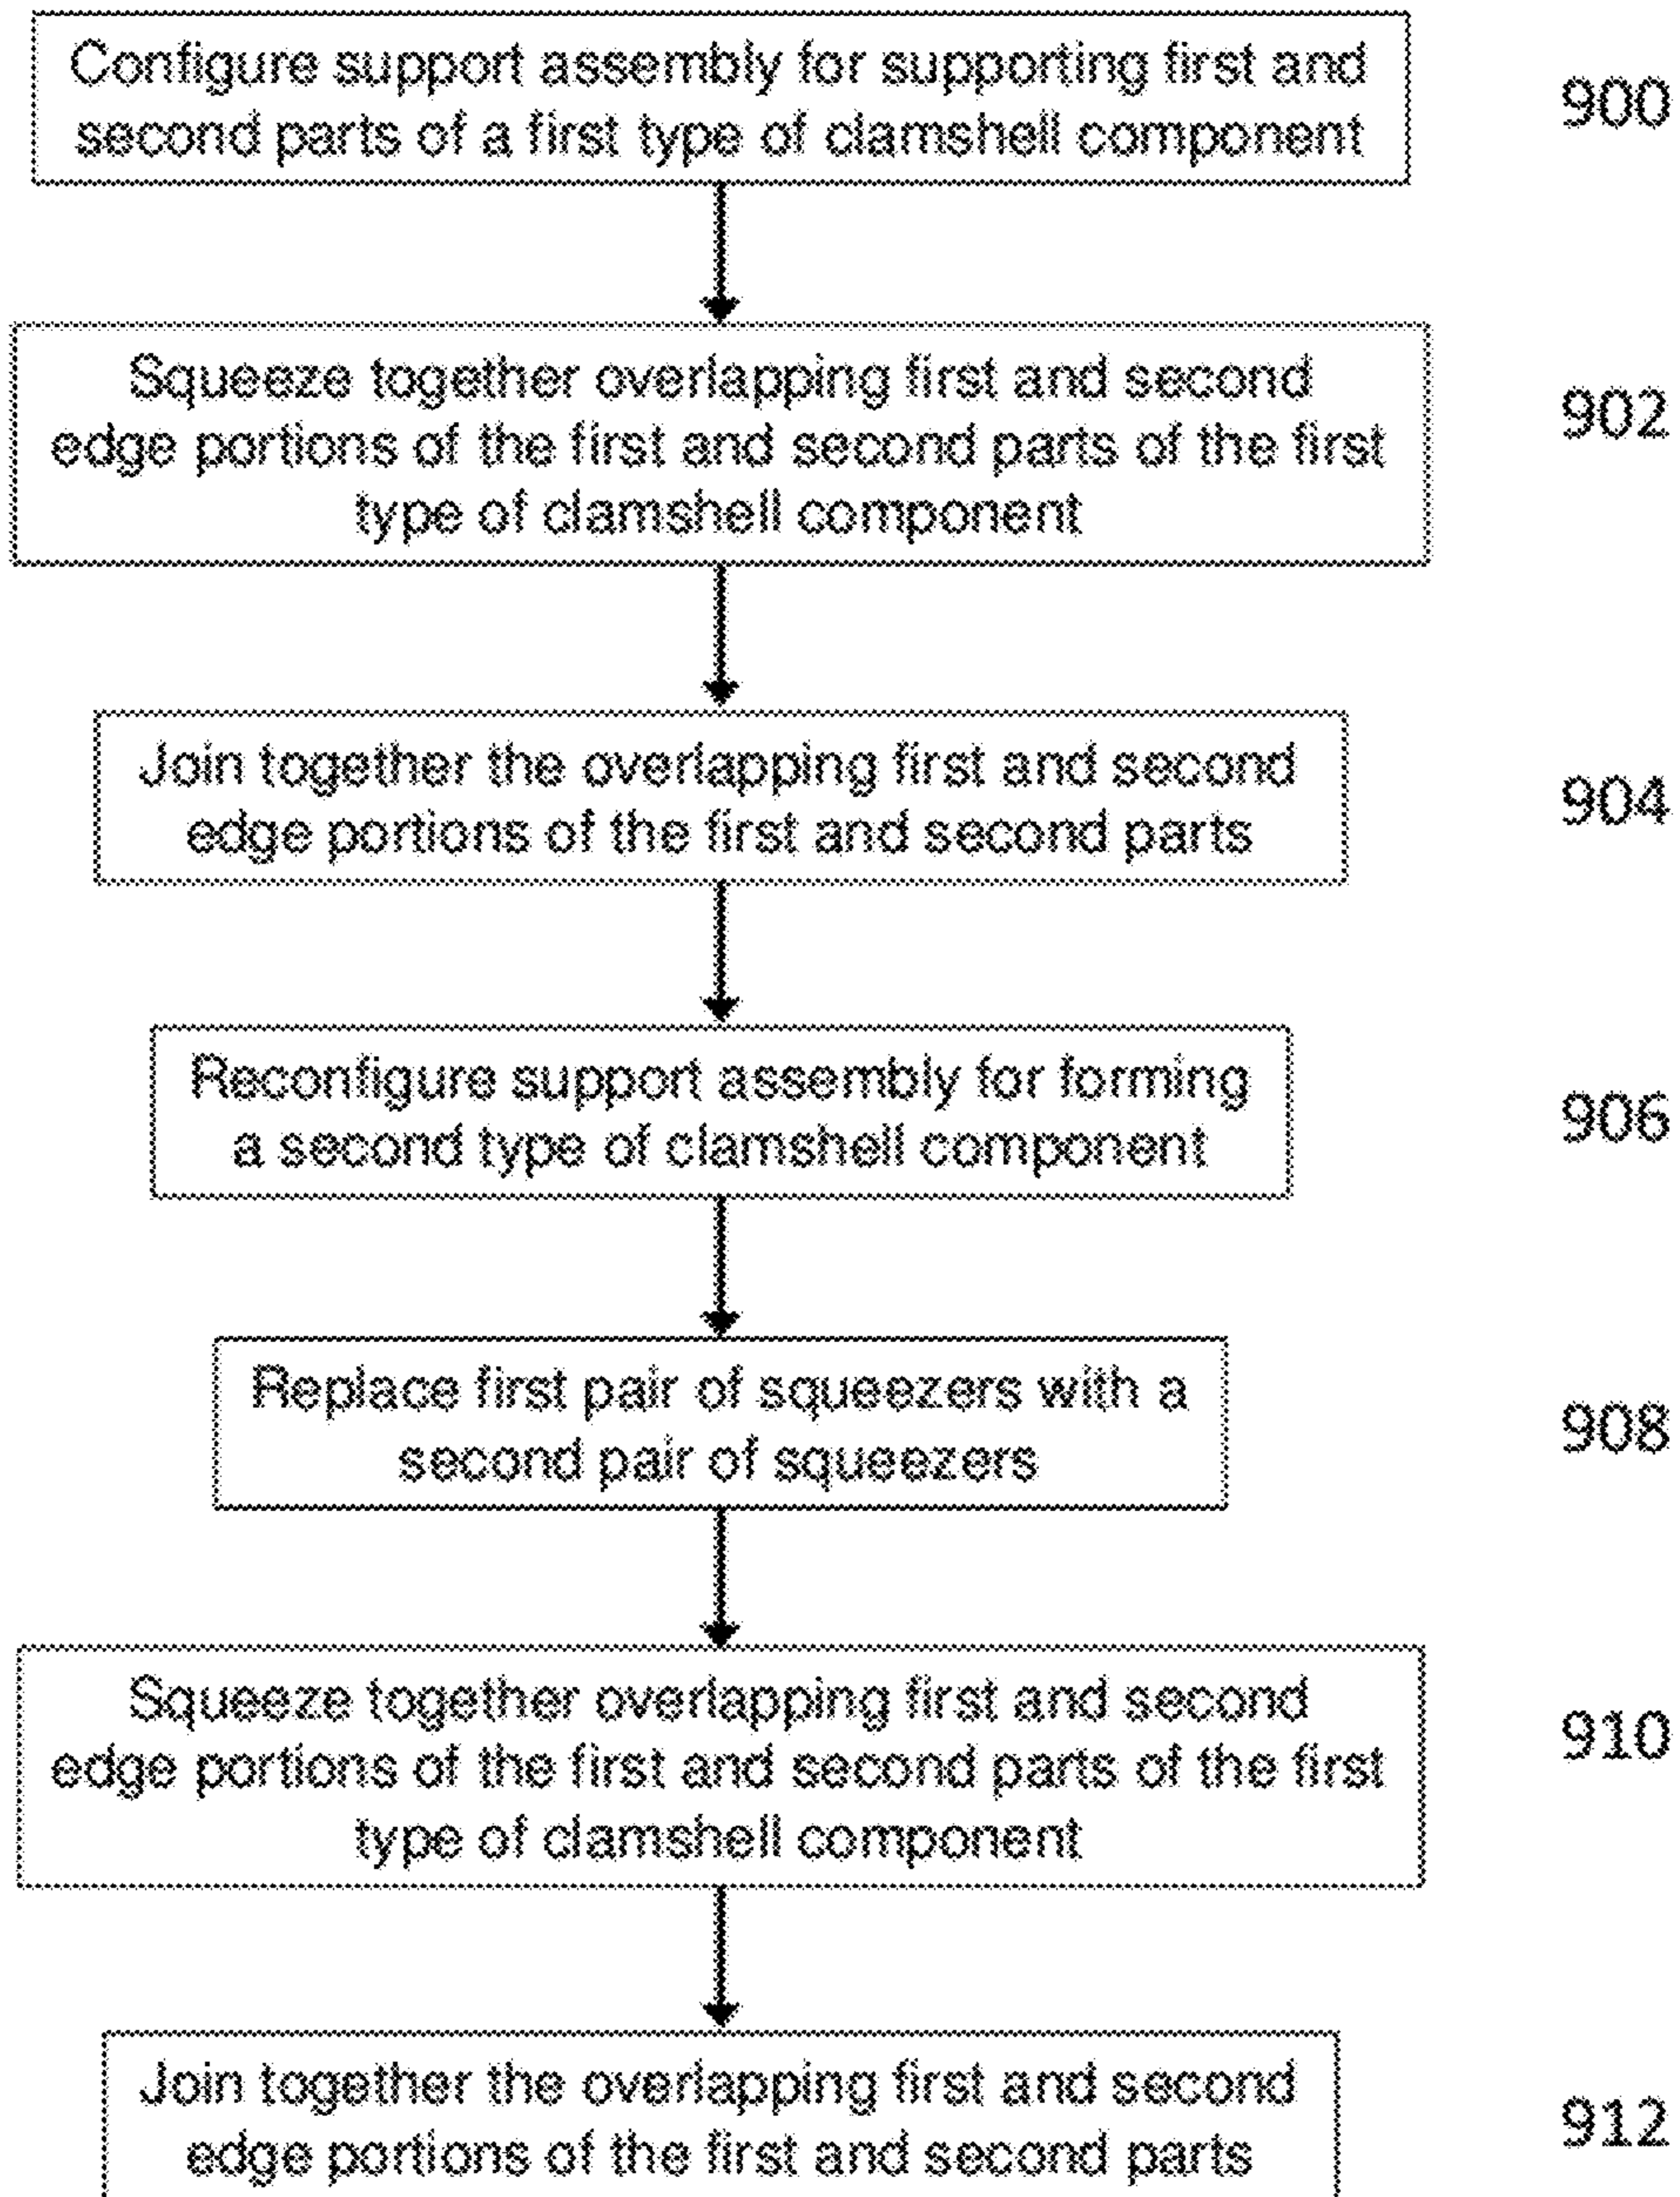 Configure support assembly for supporting first and
second parts of a first type of clamshell component
900
Squeeze together overlapping first and second
edge portions of the first and second parts of the first
type of clamshell component
902
Join together the overlapping first and second
edge portions of the first and second parts
904
Reconfigure support assembly for forming
a second type of clamshell component
906
Replace first pair of squeezers with a
second pair of squeezers
908
Squeeze together overlapping first and second
edge portions of the first and second parts of the first
type of clamshell component
910
Join together the overlapping first and second
edge portions of the first and second parts
912